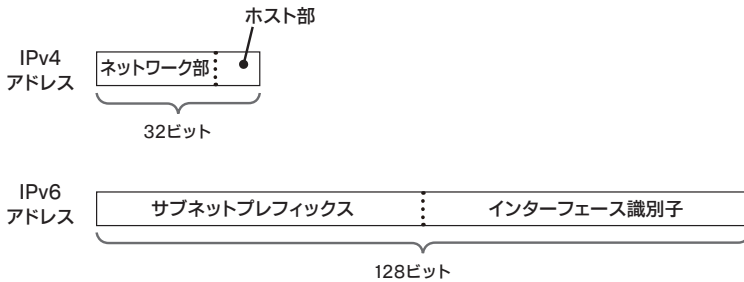 ホスト部
IPv4
アドレス
ネットワーク部
32ビット
IPv6
アドレス
サブネットプレフィックス
インターフェース識別子
128ビット